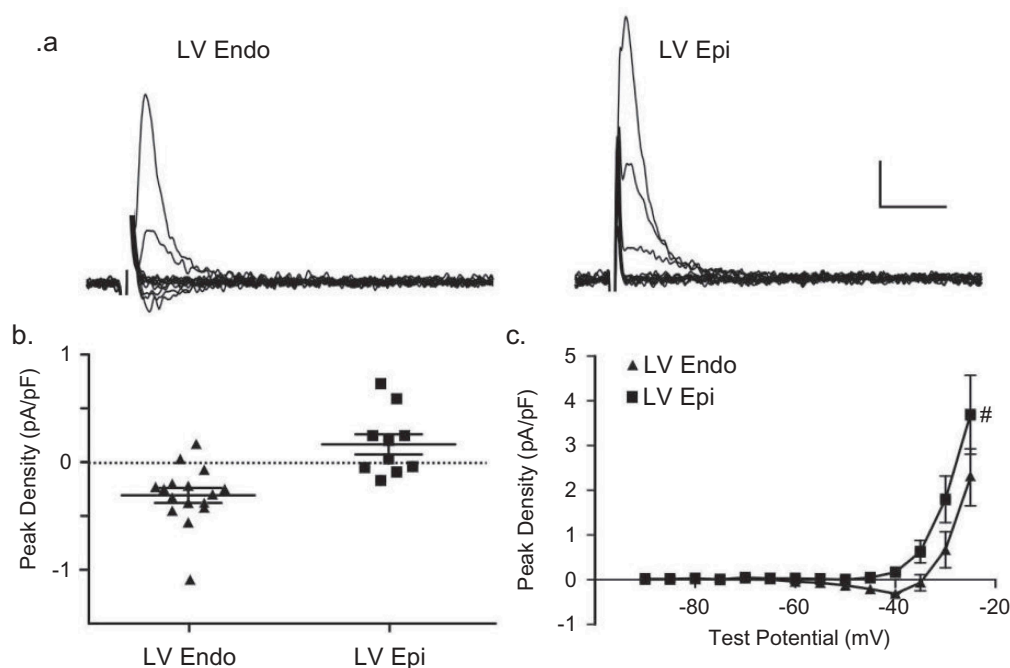 .a
LV Endo
LV Epi
b.
Peak Density (pA/pF)
1
0
-1
LV Endo
LV Epi
c.
LV Endo
LV Epi
Peak Density (pA/pF)
5
4
3
2
1
0
-1
#
-80
-60
-40
-20
Test Potential (mV)